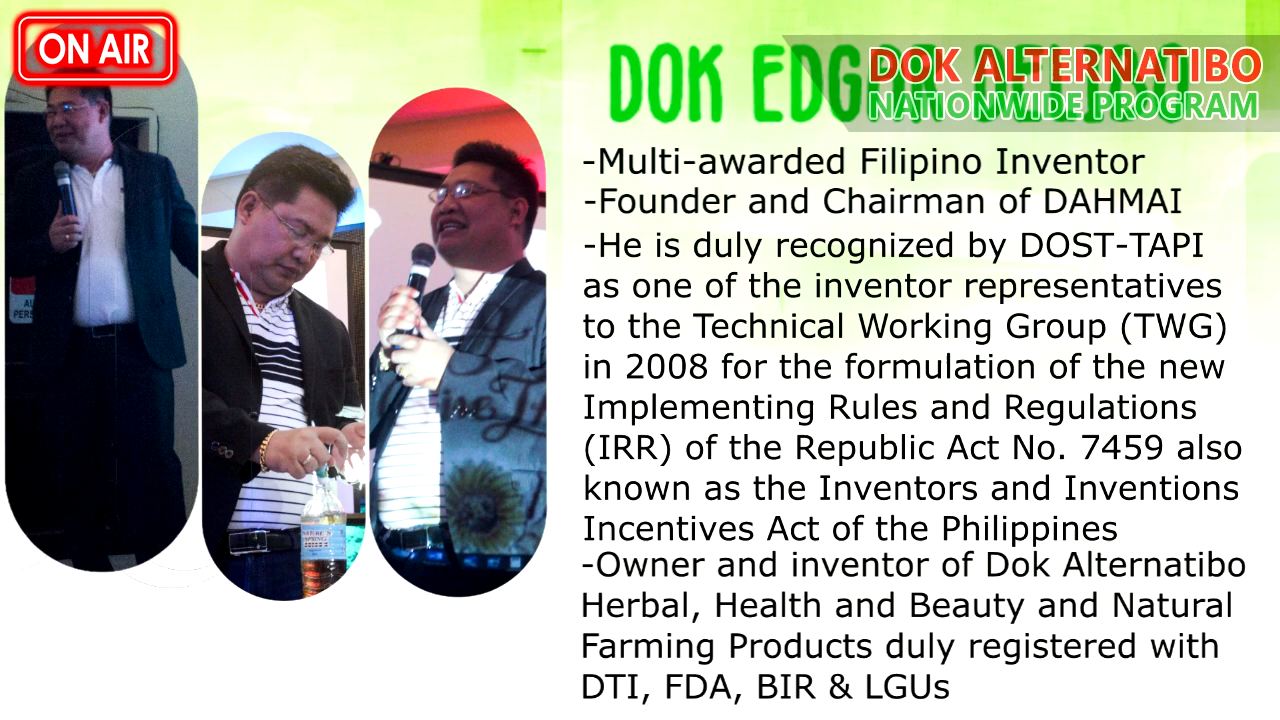 ON AIR
DOK
DOK ALTERNATIBO
NATIONWIDE PROGRAM
-Multi-awarded Filipino Inventor
-Founder and Chairman of DAHMAI
-He is duly recognized by DOST-TAPI
as one of the inventor representatives
to the Technical Working Group (TWG)
in 2008 for the formulation of the new
Implementing Rules and Regulations
(IRR) of the Republic Act No. 7459 also
known as the Inventors and Inventions
Incentives Act of the Philippines
-Owner and inventor of Dok Alternatibo
Herbal, Health and Beauty and Natural
Farming Products duly registered with
DTI, FDA, BIR & LGUs